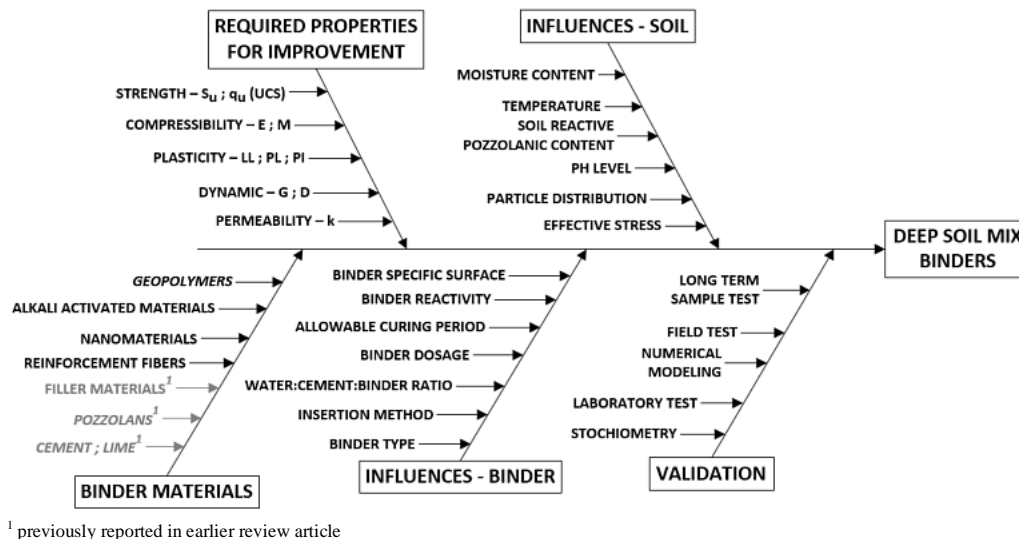 REQUIRED PROPERTIES
FOR IMPROVEMENT
STRENGTH – Su ; qu (UCS)
COMPRESSIBILITY – E ; M
PLASTICITY – LL ; PL ; PI
DYNAMIC – G ; D
PERMEABILITY – k
INFLUENCES - SOIL
MOISTURE CONTENT
TEMPERATURE
SOIL REACTIVE
POZZOLANIC CONTENT
PH LEVEL
PARTICLE DISTRIBUTION
EFFECTIVE STRESS
DEEP SOIL MIX
BINDERS
GEOPOLYMERS
ALKALI ACTIVATED MATERIALS
NANOMATERIALS
REINFORCEMENT FIBERS
FILLER MATERIALS1
POZZOLANS1
CEMENT ; LIME1
BINDER MATERIALS
BINDER SPECIFIC SURFACE
BINDER REACTIVITY
ALLOWABLE CURING PERIOD
BINDER DOSAGE
WATER:CEMENT:BINDER RATIO
INSERTION METHOD
BINDER TYPE
INFLUENCES - BINDER
LONG TERM
SAMPLE TEST
FIELD TEST
NUMERICAL
MODELING
LABORATORY TEST
STOCHIOMETRY
VALIDATION
1 previously reported in earlier review article